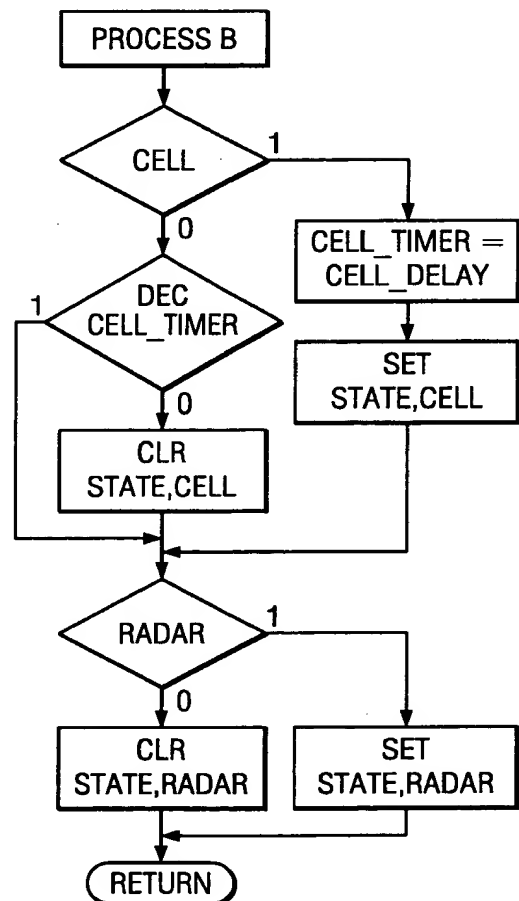 PROCESS B
CELL
1
0
CELL_TIMER =
CELL_DELAY
1
DEC
CELL_TIMER
0
SET
STATE,CELL
CLR
STATE,CELL
RADAR
1
0
CLR
STATE,RADAR
SET
STATE,RADAR
RETURN